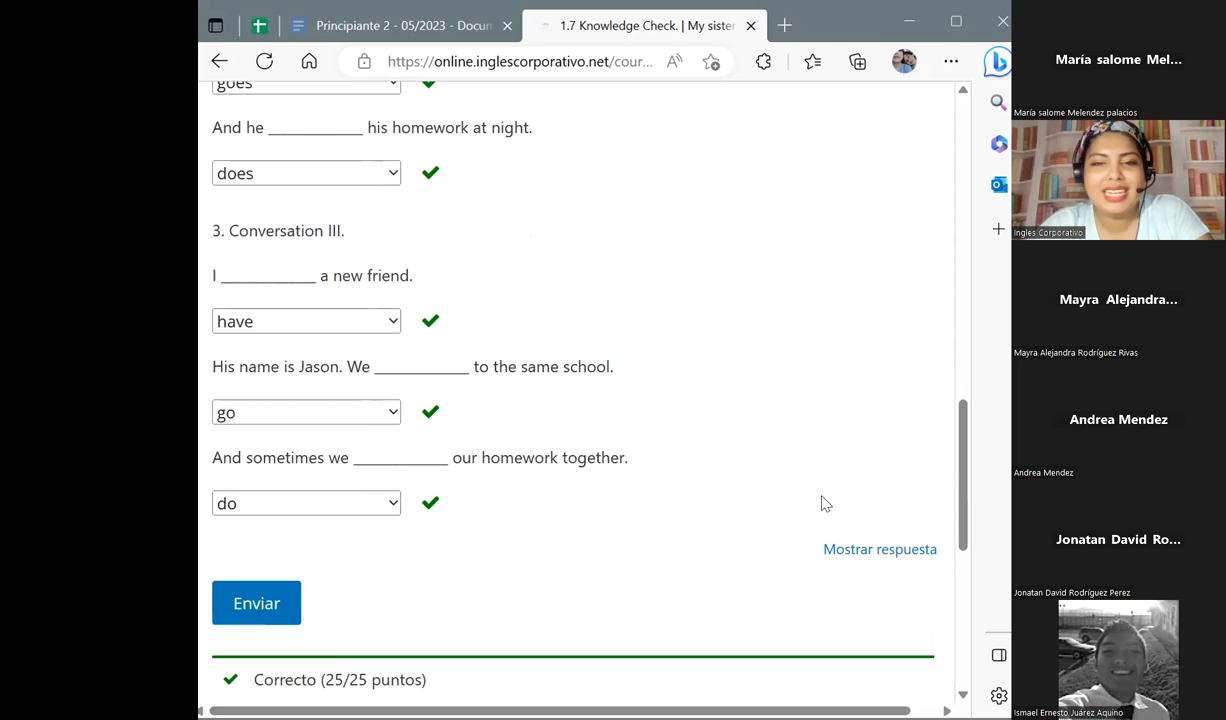 Principiante 2 - 05/2023 - Docum
1.7 Knowledge Check. | My sister
https://online.inglescorporativo.net/cour...
goes
And he ____________ his homework at night.
does
3. Conversation III.
I ____________ a new friend.
have
His name is Jason. We ____________ to the same school.
go
And sometimes we ____________ our homework together.
do
Mostrar respuesta
Enviar
Correcto (25/25 puntos)
María salome Mel...
María salome Melendez palacios
Ingles Corporativo
Mayra Alejandra...
Mayra Alejandra Rodríguez Rivas
Andrea Mendez
Andrea Mendez
Jonatan David Ro...
Jonatan David Rodríguez Perez
Ismael Ernesto Juárez Aquino